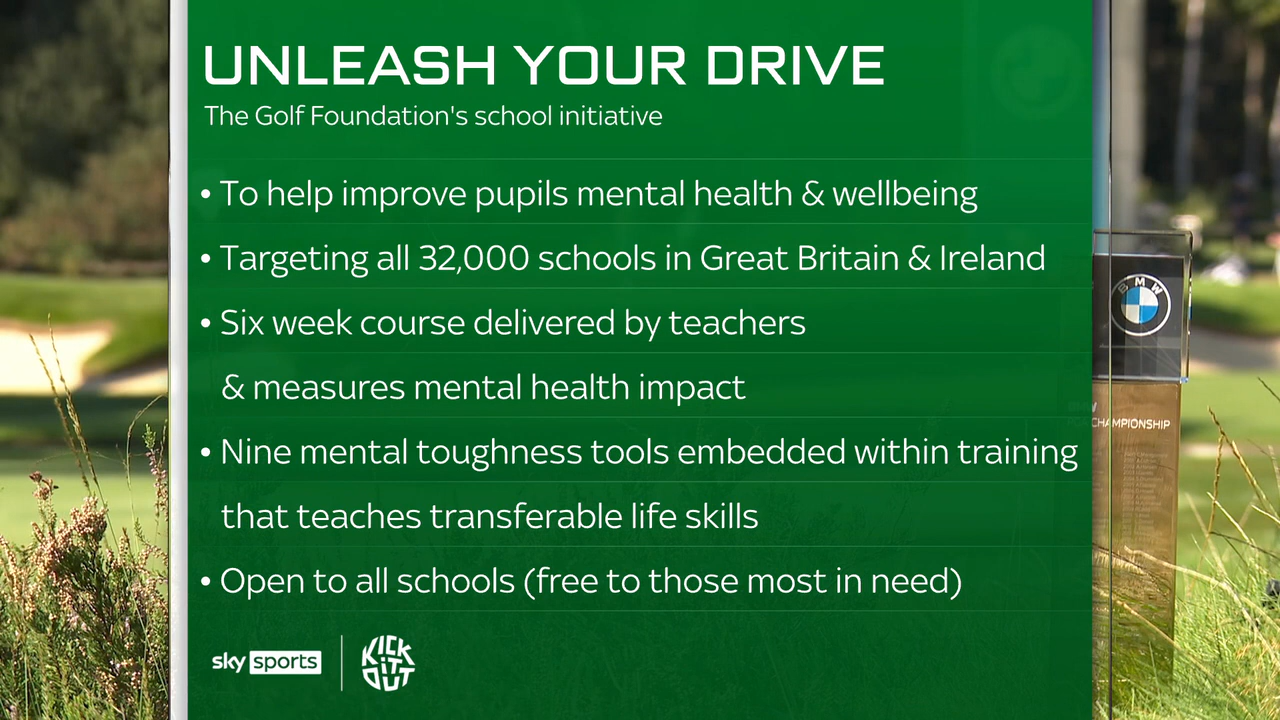 UNLEASH YOUR DRIVE
The Golf Foundation's school initiative
• To help improve pupils mental health & wellbeing
• Targeting all 32,000 schools in Great Britain & Ireland
• Six week course delivered by teachers
& measures mental health impact
• Nine mental toughness tools embedded within training
that teaches transferable life skills
• Open to all schools (free to those most in need)
sky sports
KICK IT OUT
BMW
CHAMPIONSHIP